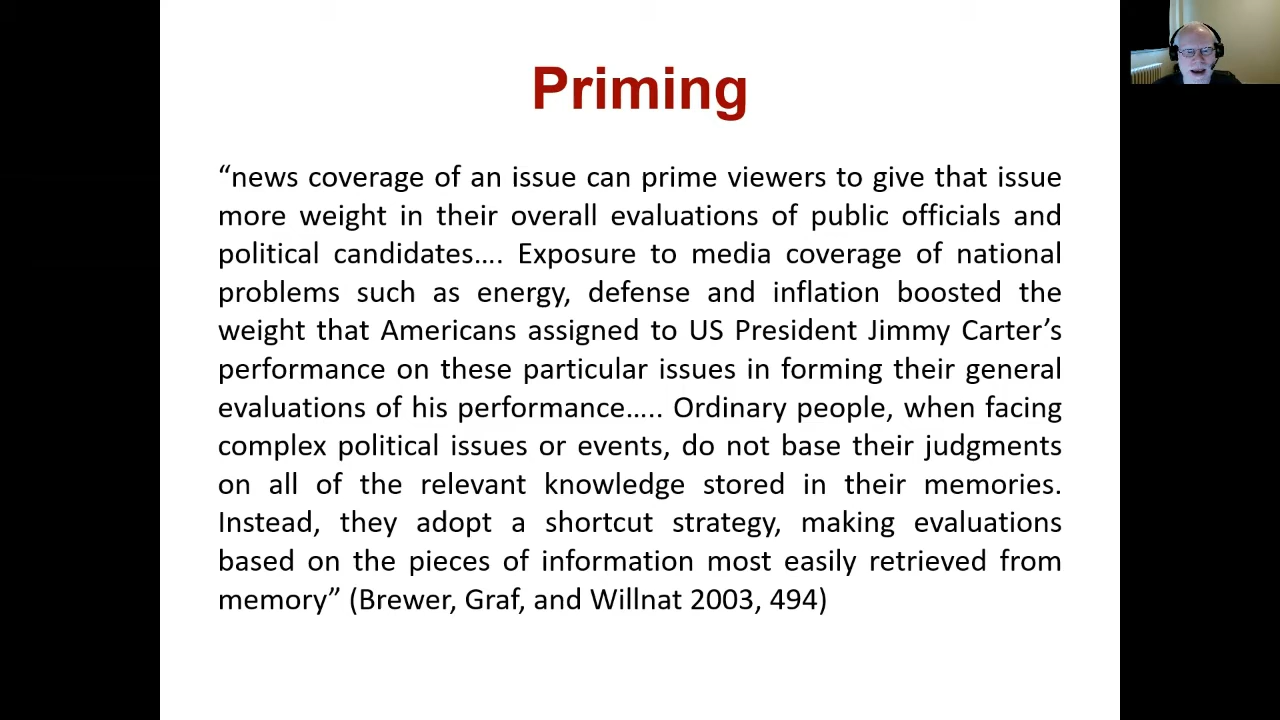 Priming
“news coverage of an issue can prime viewers to give that issue
more weight in their overall evaluations of public officials and
political candidates…. Exposure to media coverage of national
problems such as energy, defense and inflation boosted the
weight that Americans assigned to US President Jimmy Carter’s
performance on these particular issues in forming their general
evaluations of his performance….. Ordinary people, when facing
complex political issues or events, do not base their judgments
on all of the relevant knowledge stored in their memories.
Instead, they adopt a shortcut strategy, making evaluations
based on the pieces of information most easily retrieved from
memory” (Brewer, Graf, and Willnat 2003, 494)